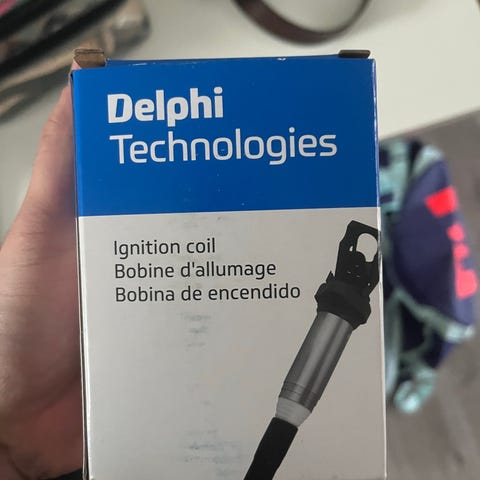 Delphi
Technologies
Ignition coil
Bobine d'allumage
Bobina de encendido